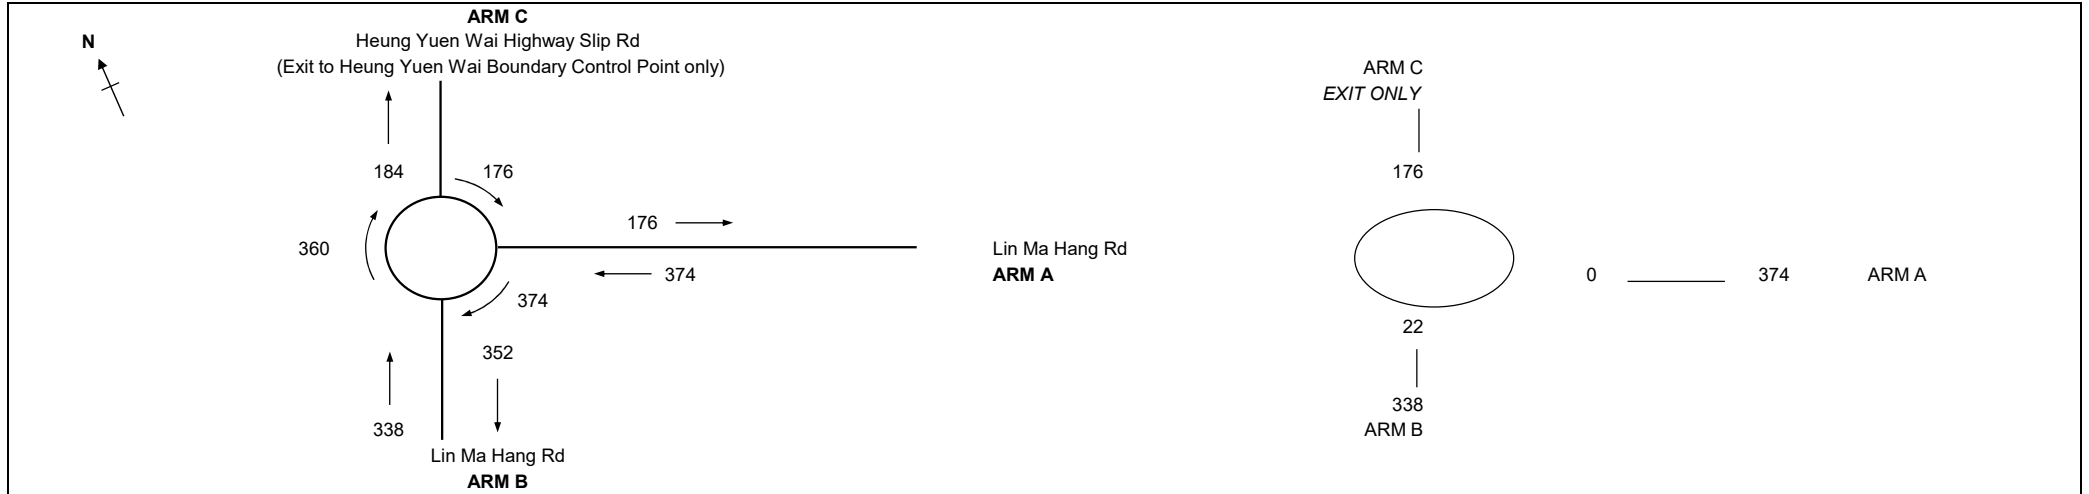 ARM C
N
Heung Yuen Wai Highway Slip Rd
(Exit to Heung Yuen Wai Boundary Control Point only)
184
176
360
176
374
374
352
338
Lin Ma Hang Rd
ARM B
Lin Ma Hang Rd
ARM A
ARM C
EXIT ONLY
176
0
374
ARM A
22
338
ARM B